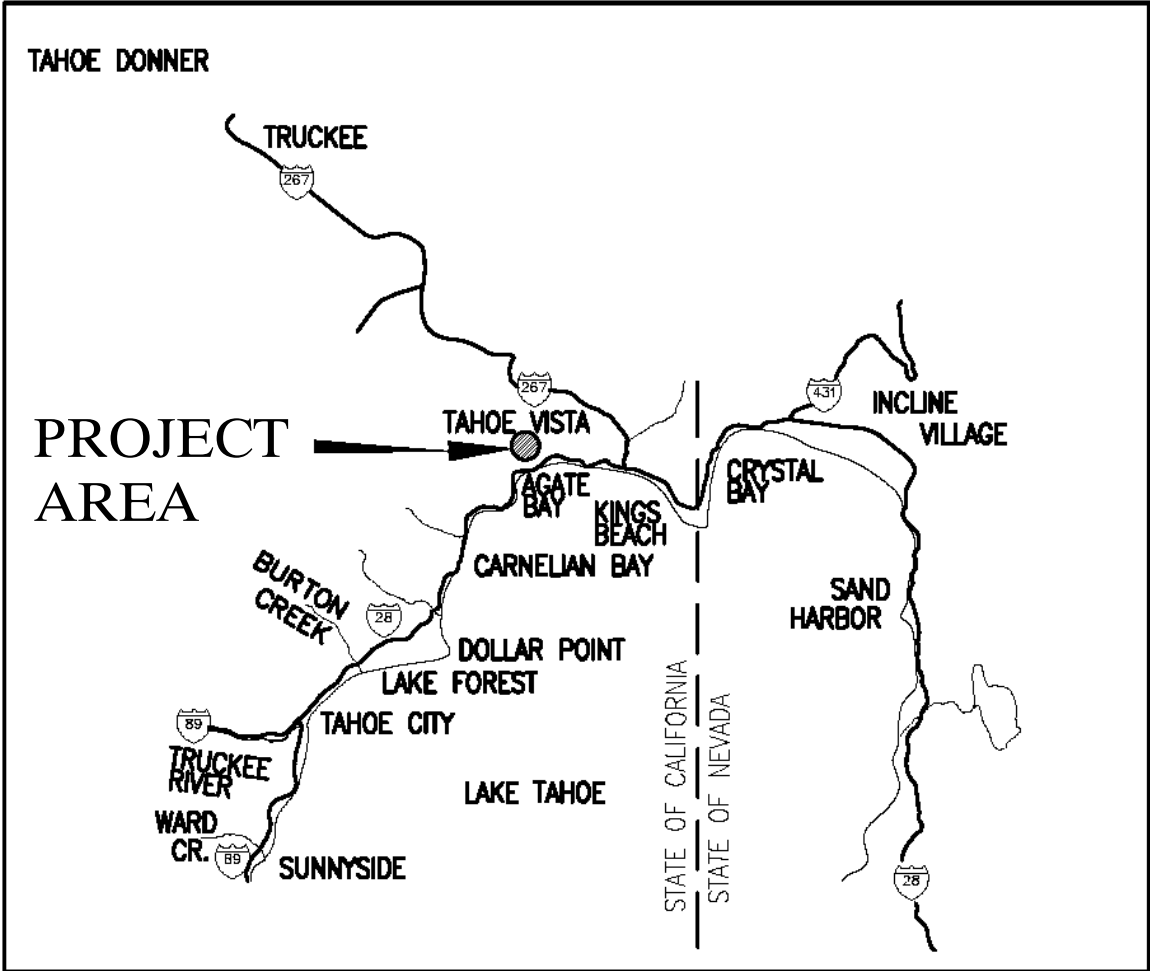 TAHOE DONNER
TRUCKEE
267
267
431
INCLINE
VILLAGE
TAHOE VISTA
PROJECT
AREA
AGATE
BAY
CRYSTAL
BAY
KINGS
BEACH
CARNELIAN BAY
BURTON
CREEK
28
SAND
HARBOR
DOLLAR POINT
LAKE FOREST
89
TAHOE CITY
TRUCKEE
RIVER
LAKE TAHOE
STATE OF CALIFORNIA
STATE OF NEVADA
WARD
CR.
89
SUNNYSIDE
28